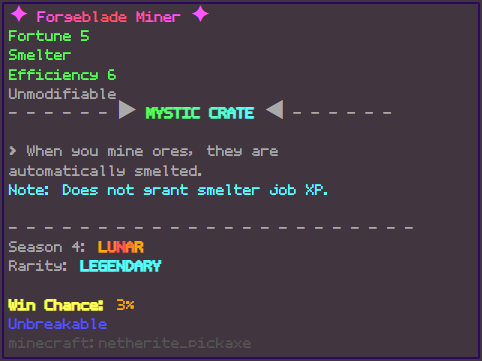 ✦ Forgeblade Miner ✦
Fortune 5
Smelter
Efficiency 6
Unmodifiable
- - - - - - ▶ MYSTIC CRATE ◀ - - - - - -
> When you mine ores, they are
automatically smelted.
Note: Does not grant smelter job XP.
- - - - - - - - - - - - - - - - - - - - - - - -
Season 4: LUNAR
Rarity: LEGENDARY
Win Chance: 3%
Unbreakable
minecraft:netherite_pickaxe